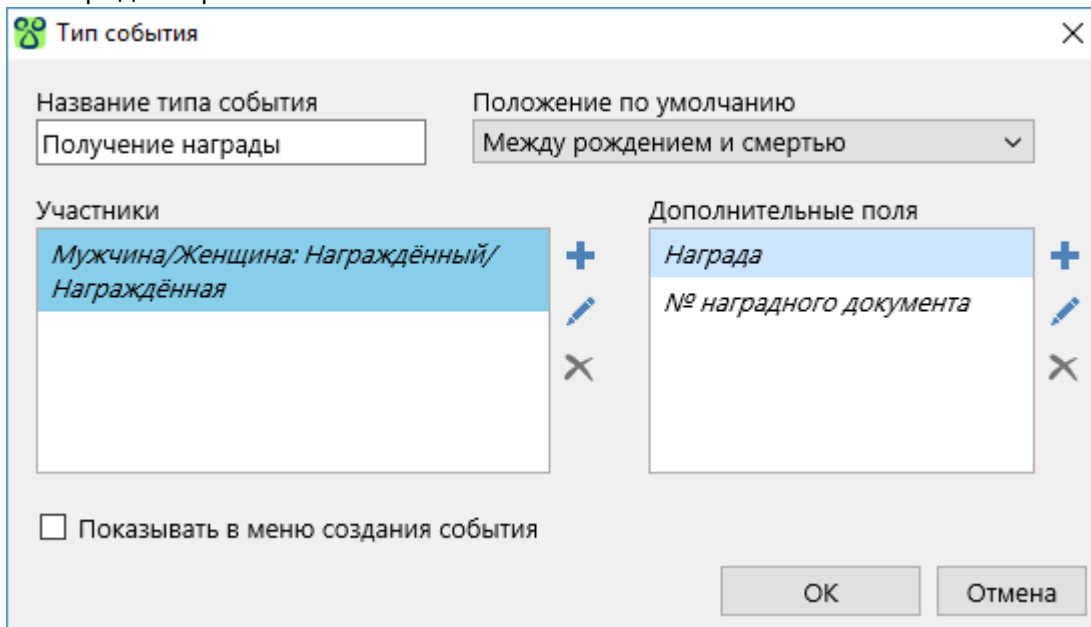 Тип события
Название типа события
Положение по умолчанию
Получение награды
Между рождением и смертью
Участники
Дополнительные поля
Мужчина/Женщина: Награждённый/
Награждённая
Награда
№ наградного документа
Показывать в меню создания события
ОК
Отмена